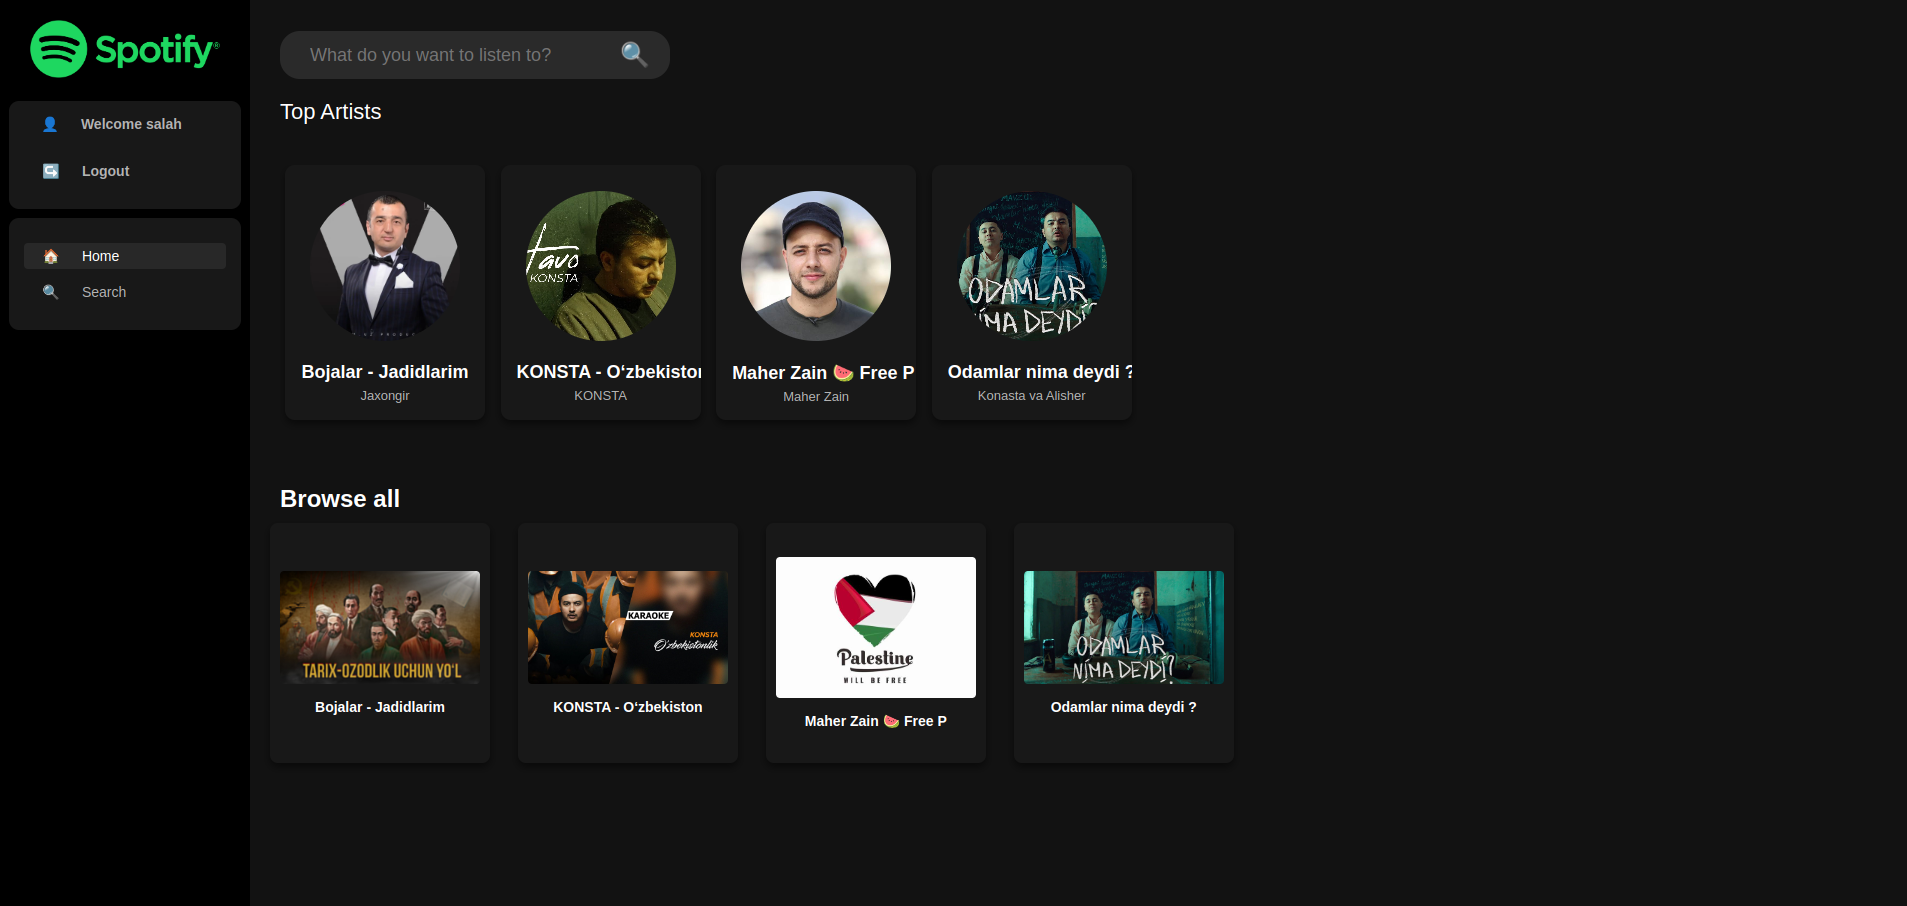 Spotify®
What do you want to listen to?
Welcome salah
Logout
Home
Search
Top Artists
Tavo
KONSTA
ODAMLAR
NIMA DEYDI
Bojalar - Jadidlarim
Jaxongir
KONSTA - O‘zbekiston
KONSTA
Maher Zain 🍉 Free P
Maher Zain
Odamlar nima deydi ?
Konasta va Alisher
Browse all
TARIX-OZODLIK UCHUN YO‘L
Bojalar - Jadidlarim
KARAOKE
KONSTA
O‘zbekistonlik
KONSTA - O‘zbekiston
Palestine
WILL BE FREE
Maher Zain 🍉 Free P
ODAMLAR
NIMA DEYDI?
Odamlar nima deydi ?